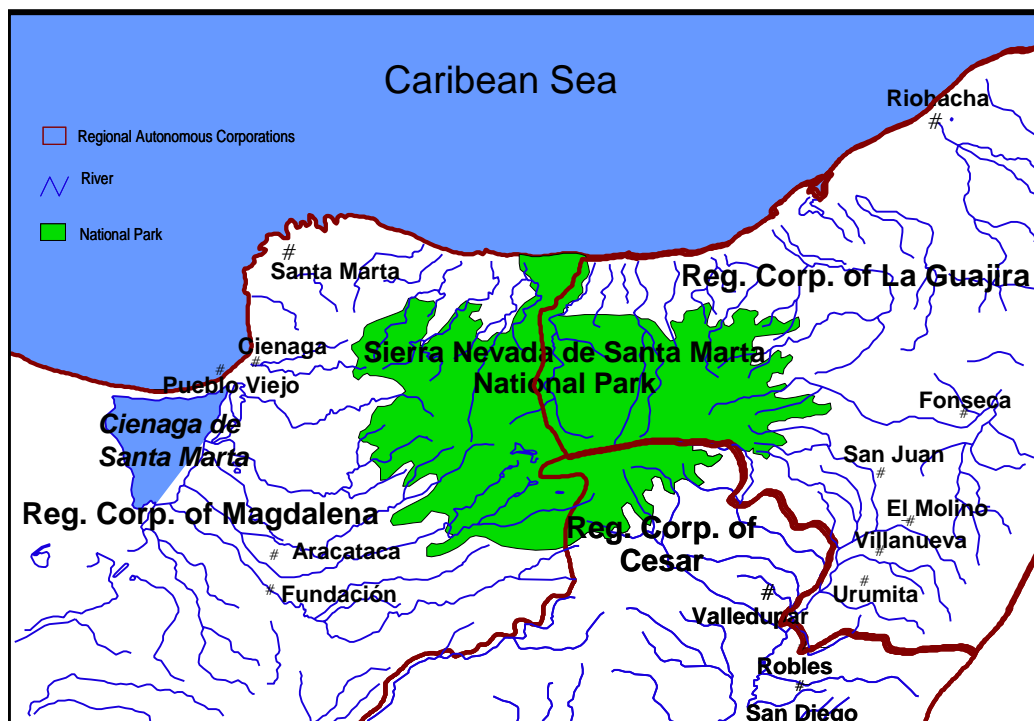 Caribean Sea
Riohacha
#
Regional Autonomous Corporations
River
National Park
#
Santa Marta
Reg. Corp. of La Guajira
Cienaga
#
#
Pueblo Viejo
Sierra Nevada de Santa Marta
National Park
Fonseca
#
Cienaga de
Santa Marta
San Juan
#
Reg. Corp. of Magdalena
El Molino
#
Reg. Corp. of
Cesar
Villanueva
#
Aracataca
#
Fundación
#
Urumita
#
#
Valledupar
Robles
#
San Diego